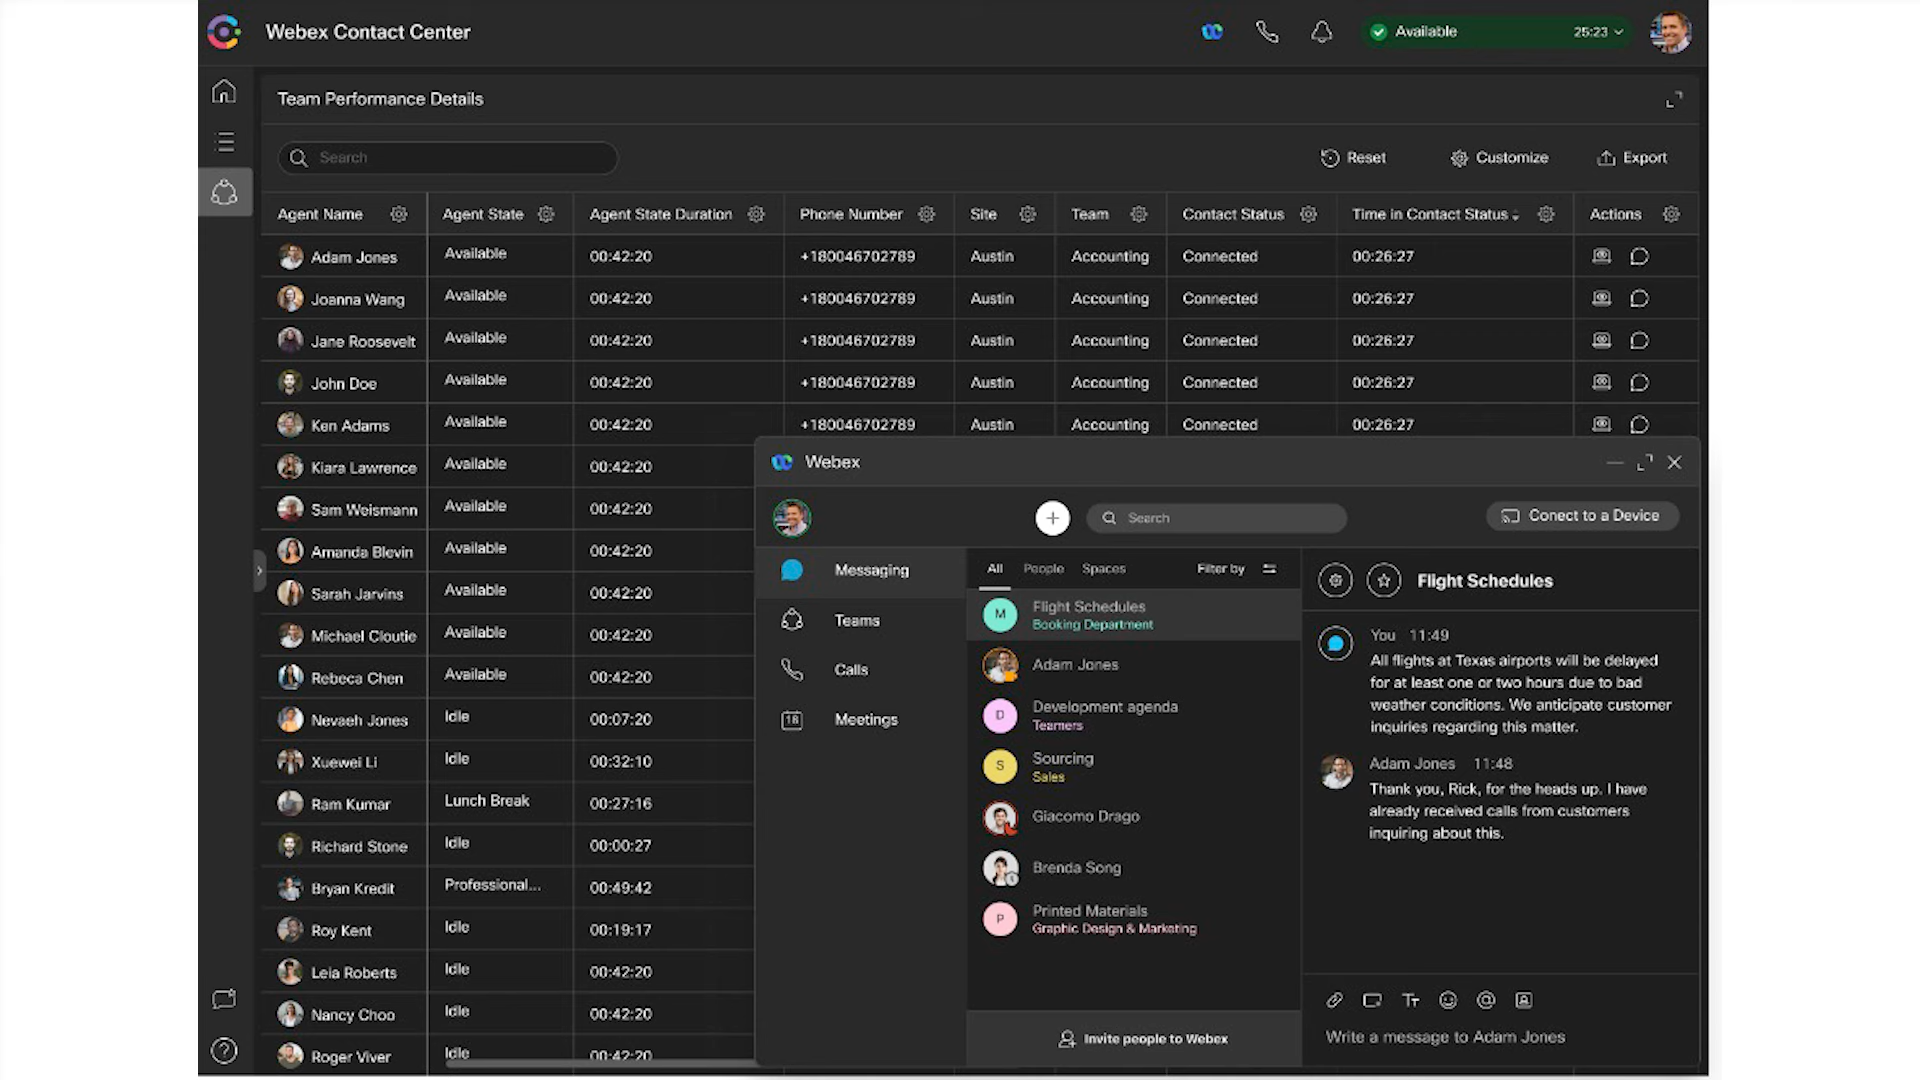 Webex Contact Center
Available 25:23
Team Performance Details
Search
Reset Customize Export
Agent Name Agent State Agent State Duration Phone Number Site Team Contact Status Time in Contact Status Actions
Adam Jones Available 00:42:20 +180046702789 Austin Accounting Connected 00:26:27
Joanna Wang Available 00:42:20 +180046702789 Austin Accounting Connected 00:26:27
Jane Roosevelt Available 00:42:20 +180046702789 Austin Accounting Connected 00:26:27
John Doe Available 00:42:20 +180046702789 Austin Accounting Connected 00:26:27
Ken Adams Available 00:42:20 +180046702789 Austin Accounting Connected 00:26:27
Kiara Lawrence Available 00:42:20
Sam Weismann Available 00:42:20
Amanda Blevin Available 00:42:20
Sarah Jarvins Available 00:42:20
Michael Cloutie Available 00:42:20
Rebeca Chen Available 00:42:20
Nevaeh Jones Idle 00:07:20
Xuewei Li Idle 00:32:10
Ram Kumar Lunch Break 00:27:16
Richard Stone Idle 00:00:27
Bryan Kredit Professional... 00:49:42
Roy Kent Idle 00:19:17
Leia Roberts Idle 00:42:20
Nancy Choo Idle 00:42:20
Roger Viver Idle 00:42:20
Webex
Search
Conect to a Device
Messaging
Teams
Calls
18 Meetings
All People Spaces Filter by
M Flight Schedules
Booking Department
Adam Jones
D Development agenda
Teamers
S Sourcing
Sales
Giacomo Drago
Brenda Song
P Printed Materials
Graphic Design & Marketing
Invite people to Webex
Flight Schedules
You 11:49
All flights at Texas airports will be delayed
for at least one or two hours due to bad
weather conditions. We anticipate customer
inquiries regarding this matter.
Adam Jones 11:48
Thank you, Rick, for the heads up. I have
already received calls from customers
inquiring about this.
Write a message to Adam Jones